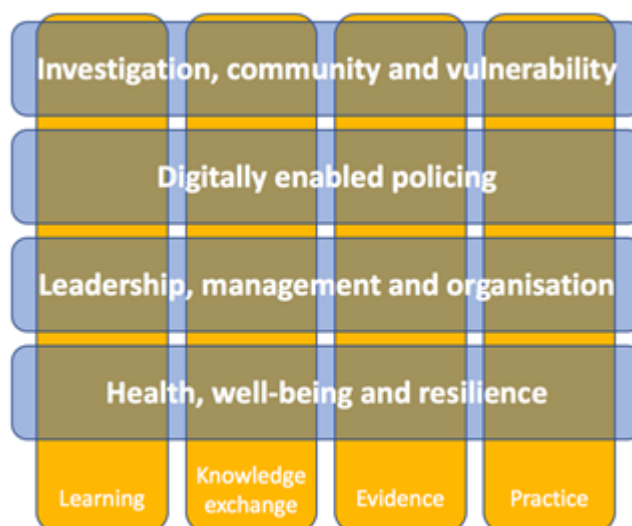 Investigation, community and vulnerability
Digitally enabled policing
Leadership, management and organisation
Health, well-being and resilience
Learning
Knowledge
exchange
Evidence
Practice